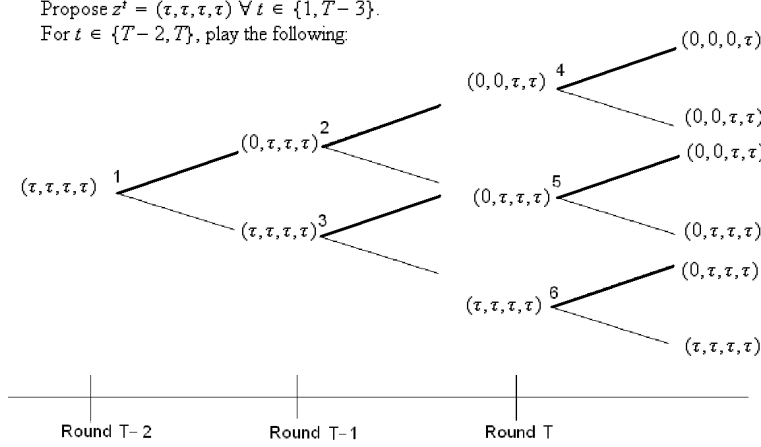 Propose zᵗ = (τ,τ,τ,τ) ∀ t ∈ {1, T−3}.
For t ∈ {T−2, T}, play the following:
(0,0,0,τ)
(0,0,τ,τ) 4
(0,0,τ,τ)
(0,τ,τ,τ) 2
(0,0,τ,τ)
(τ,τ,τ,τ) 1
(0,τ,τ,τ) 5
(τ,τ,τ,τ) 3
(0,τ,τ,τ)
(0,τ,τ,τ)
(τ,τ,τ,τ) 6
(τ,τ,τ,τ)
Round T-2 Round T-1 Round T